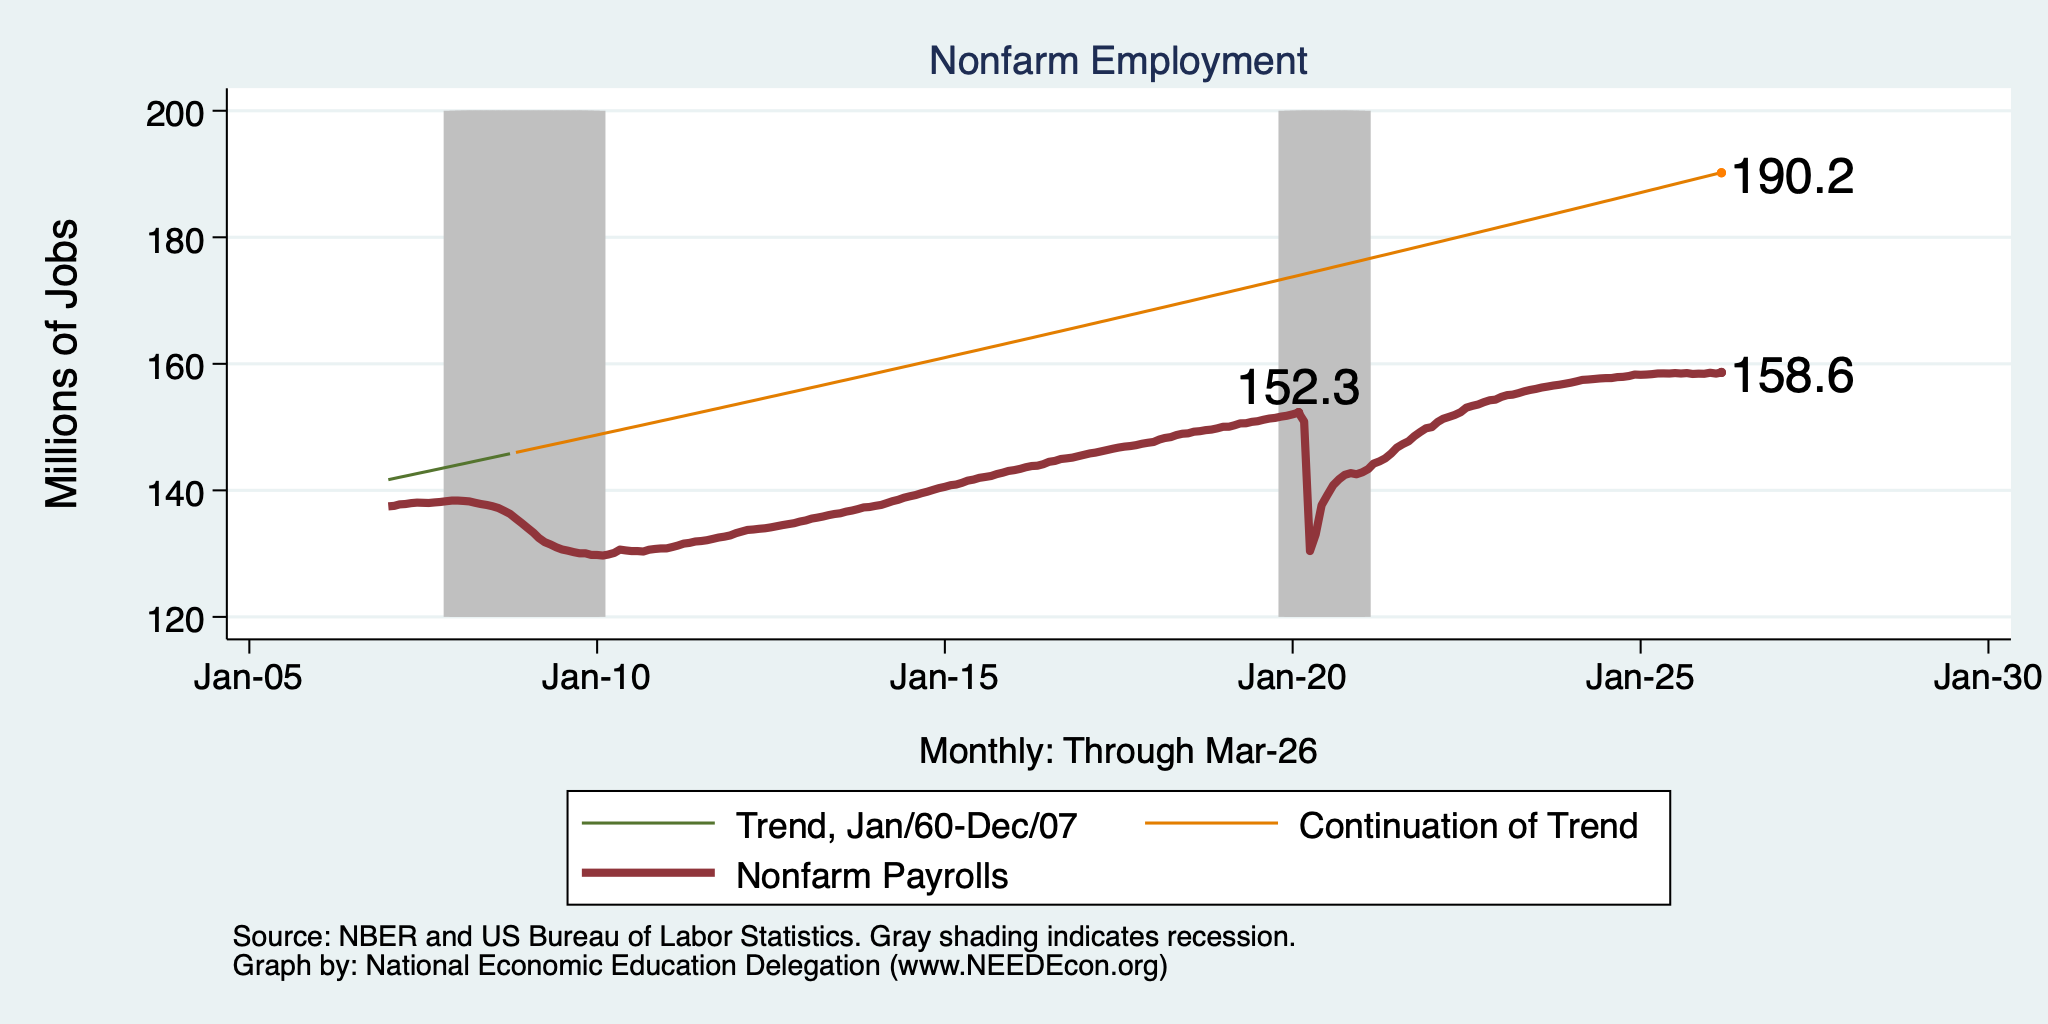 Nonfarm Employment
Millions of Jobs
200
180
160
140
120
190.2
152.3
158.6
Jan-05 Jan-10 Jan-15 Jan-20 Jan-25 Jan-30
Monthly: Through Mar-26
Trend, Jan/60-Dec/07 Continuation of Trend
Nonfarm Payrolls
Source: NBER and US Bureau of Labor Statistics. Gray shading indicates recession.
Graph by: National Economic Education Delegation (www.NEEDEcon.org)